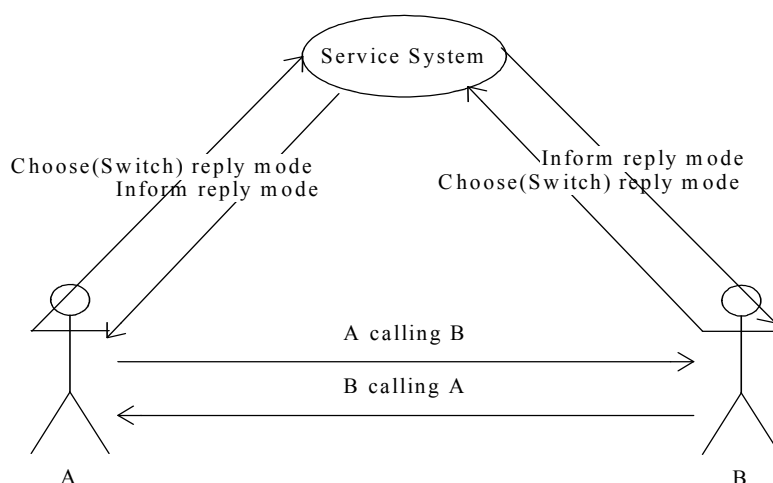 Service System
Choose(Switch) reply mode
Inform reply mode
Inform reply mode
Choose(Switch) reply mode
A calling B
B calling A
A
B